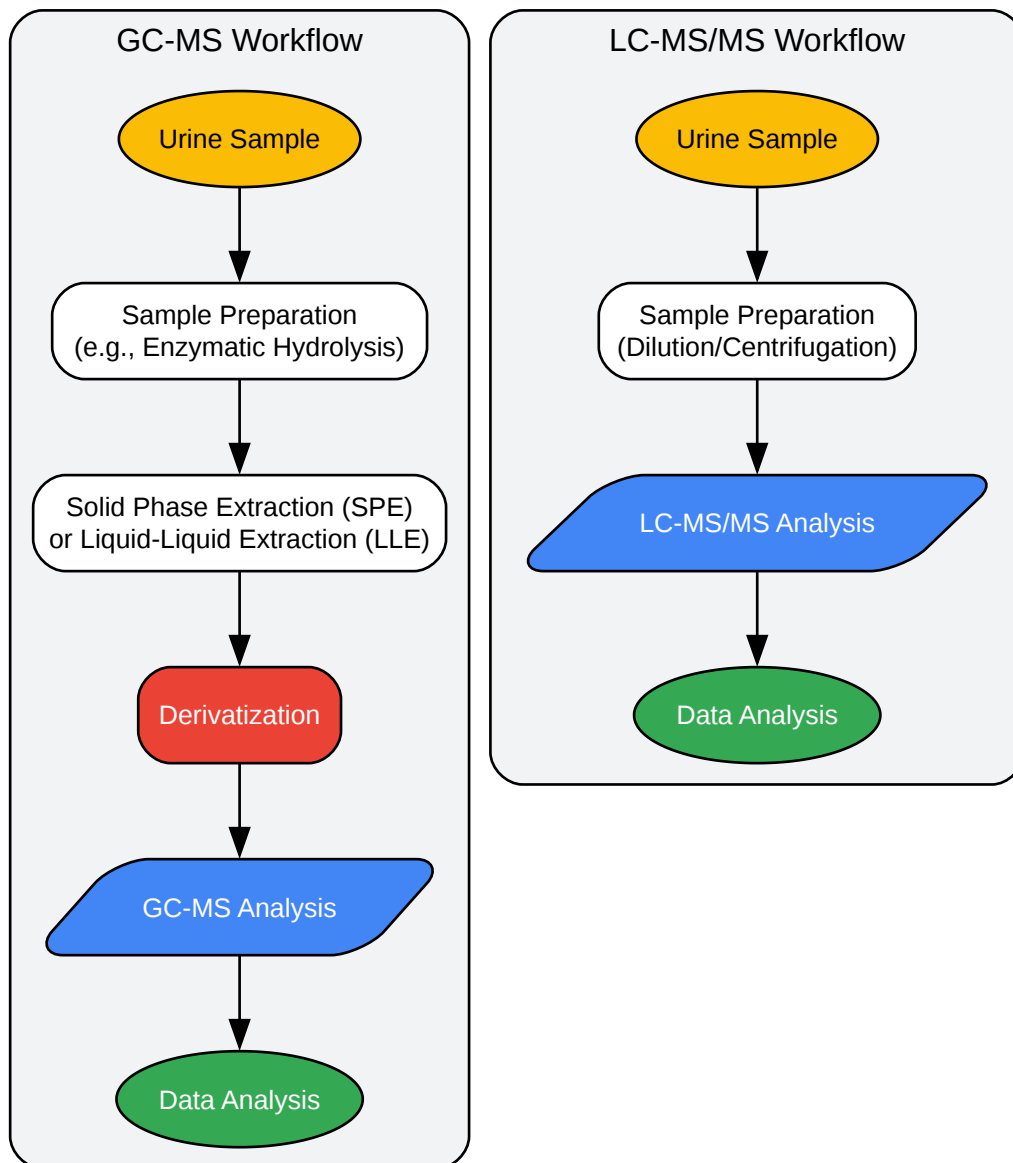 GC-MS Workflow
Urine Sample
Sample Preparation
(e.g., Enzymatic Hydrolysis)
Solid Phase Extraction (SPE)
or Liquid-Liquid Extraction (LLE)
Derivatization
GC-MS Analysis
Data Analysis
LC-MS/MS Workflow
Urine Sample
Sample Preparation
(Dilution/Centrifugation)
LC-MS/MS Analysis
Data Analysis